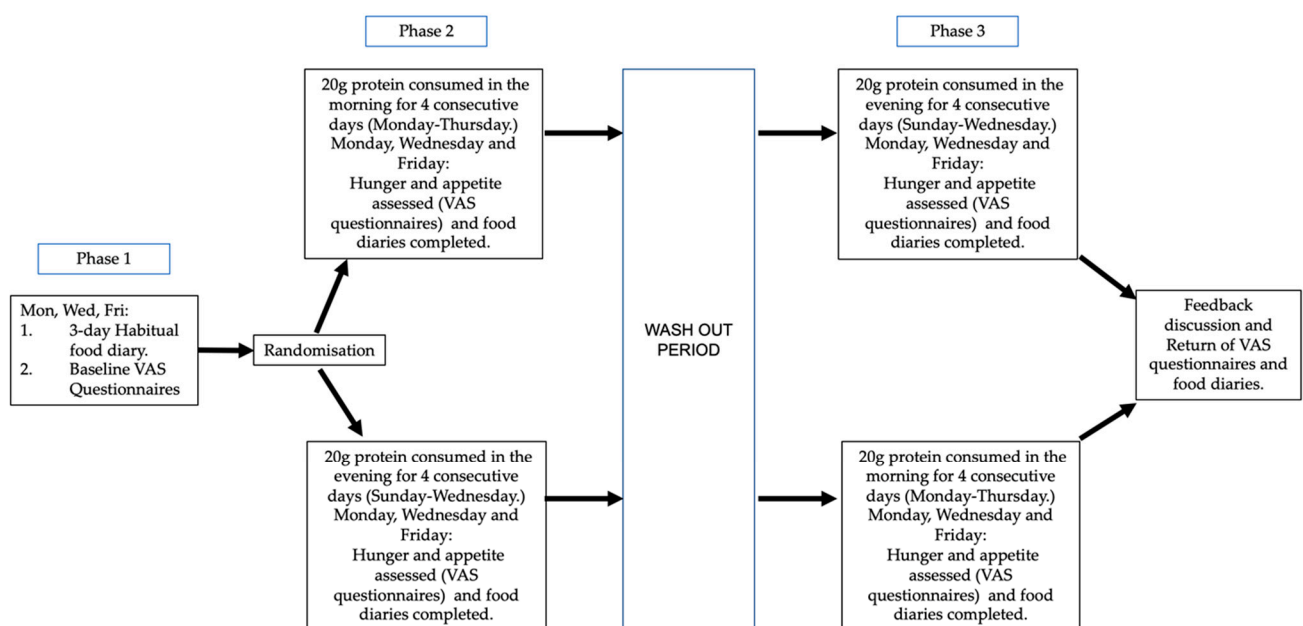 Phase 1
Mon, Wed, Fri:
1. 3-day Habitual
food diary.
2. Baseline VAS
Questionnaires
Randomisation
Phase 2
20g protein consumed in the
morning for 4 consecutive
days (Monday-Thursday.)
Monday, Wednesday and
Friday:
Hunger and appetite
assessed (VAS
questionnaires) and food
diaries completed.
20g protein consumed in the
evening for 4 consecutive
days (Sunday-Wednesday.)
Monday, Wednesday and
Friday:
Hunger and appetite
assessed (VAS
questionnaires) and food
diaries completed.
WASH OUT
PERIOD
Phase 3
20g protein consumed in the
evening for 4 consecutive
days (Sunday-Wednesday.)
Monday, Wednesday and
Friday:
Hunger and appetite
assessed (VAS
questionnaires) and food
diaries completed.
20g protein consumed in the
morning for 4 consecutive
days (Monday-Thursday.)
Monday, Wednesday and
Friday:
Hunger and appetite
assessed (VAS
questionnaires) and food
diaries completed.
Feedback
discussion and
Return of VAS
questionnaires and
food diaries.